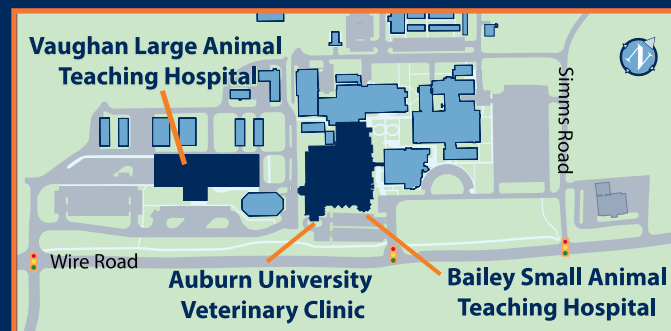 Vaughan Large Animal
Teaching Hospital
N
Simms Road
Wire Road
Auburn University
Veterinary Clinic
Bailey Small Animal
Teaching Hospital